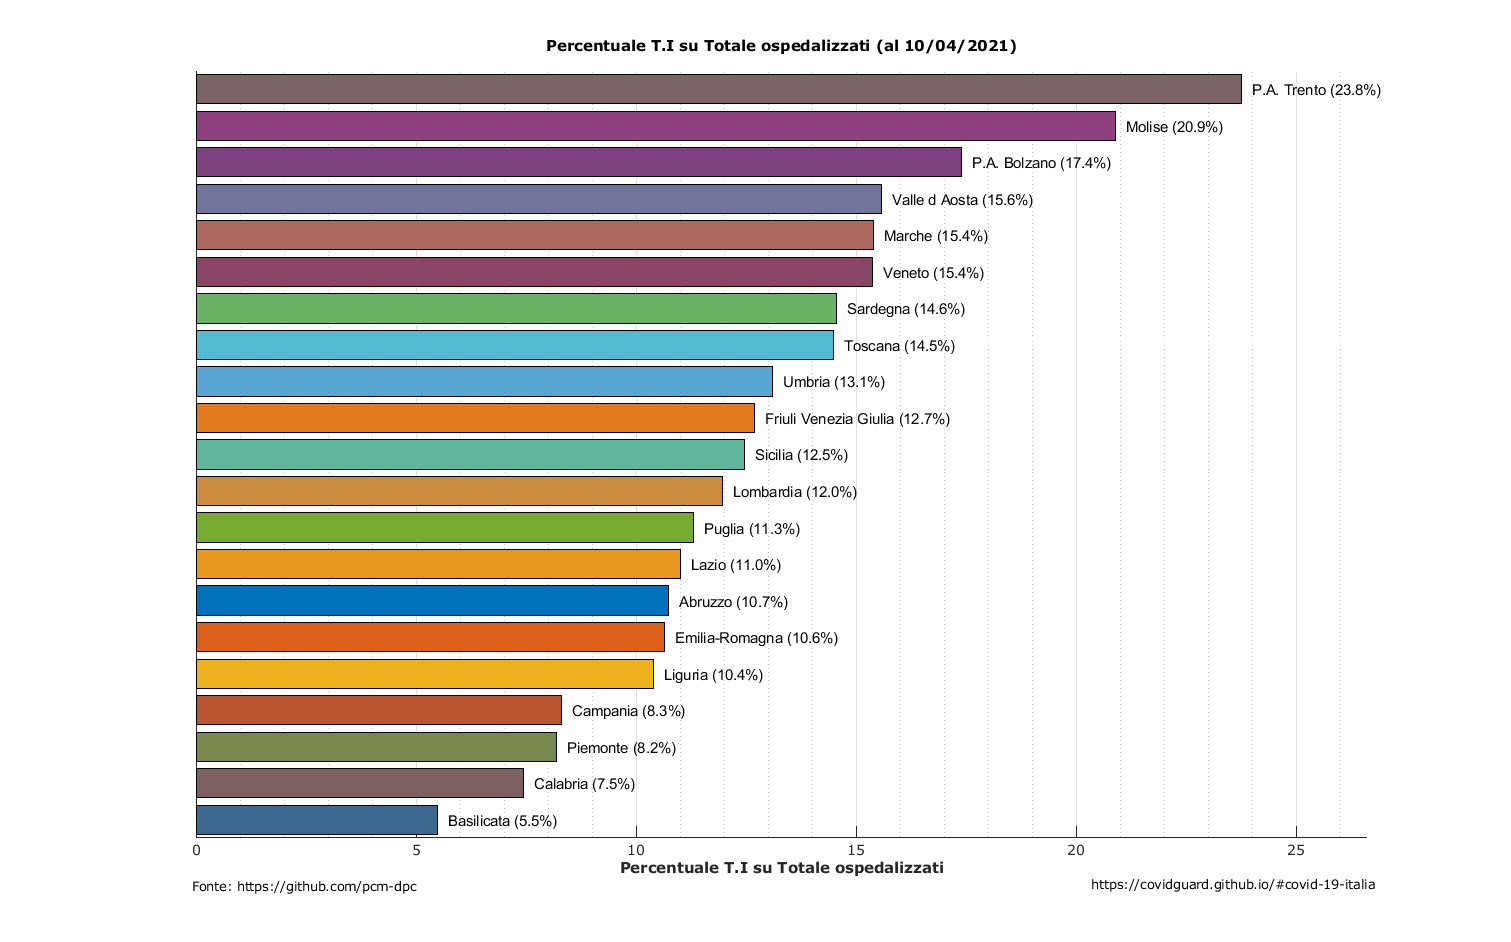 Percentuale T.I su Totale ospedalizzati (al 10/04/2021)
P.A. Trento (23.8%)
Molise (20.9%)
P.A. Bolzano (17.4%)
Valle d Aosta (15.6%)
Marche (15.4%)
Veneto (15.4%)
Sardegna (14.6%)
Toscana (14.5%)
Umbria (13.1%)
Friuli Venezia Giulia (12.7%)
Sicilia (12.5%)
Lombardia (12.0%)
Puglia (11.3%)
Lazio (11.0%)
Abruzzo (10.7%)
Emilia-Romagna (10.6%)
Liguria (10.4%)
Campania (8.3%)
Piemonte (8.2%)
Calabria (7.5%)
Basilicata (5.5%)
0 5 10 15 20 25
Percentuale T.I su Totale ospedalizzati
Fonte: https://github.com/pcm-dpc
https://covidguard.github.io/#covid-19-italia